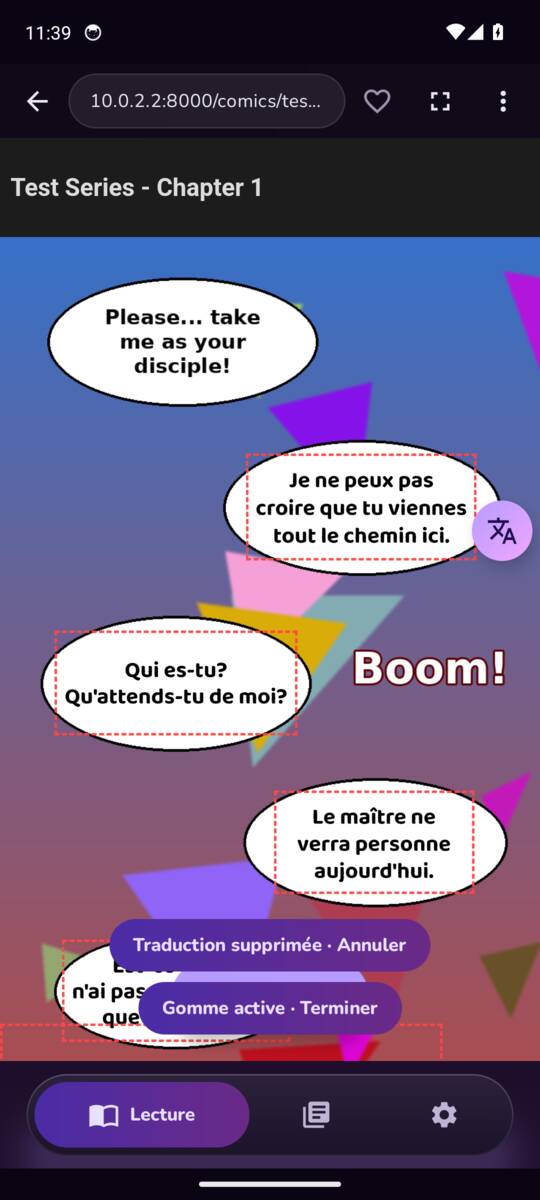 11:39
10.0.2.2:8000/comics/tes...
Test Series - Chapter 1
Please... take
me as your
disciple!
Je ne peux pas
croire que tu viennes
tout le chemin ici.
Qui es-tu?
Qu'attends-tu de moi?
Boom!
Le maître ne
verra personne
aujourd'hui.
n'ai pas
que
Traduction supprimée · Annuler
Gomme active · Terminer
Lecture